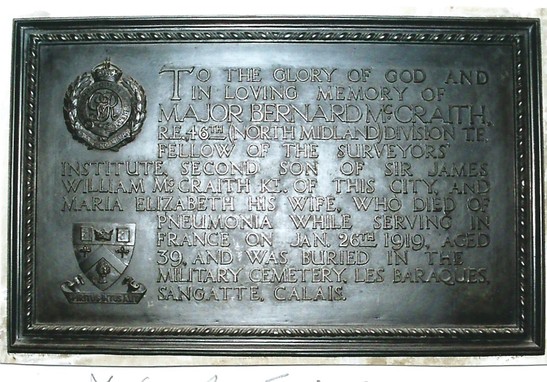 TO THE GLORY OF GOD AND
IN LOVING MEMORY OF
MAJOR BERNARD McCRAITH,
R.E. 46TH (NORTH MIDLAND) DIVISION T.F.
FELLOW OF THE SURVEYORS'
INSTITUTE, SECOND SON OF SIR JAMES
WILLIAM McCRAITH KT. OF THIS CITY, AND
MARIA ELIZABETH HIS WIFE, WHO DIED OF
PNEUMONIA WHILE SERVING IN
FRANCE, ON JAN. 26TH 1919, AGED
39, AND WAS BURIED IN THE
MILITARY CEMETERY, LES BARAQUES,
SANGATTE, CALAIS.